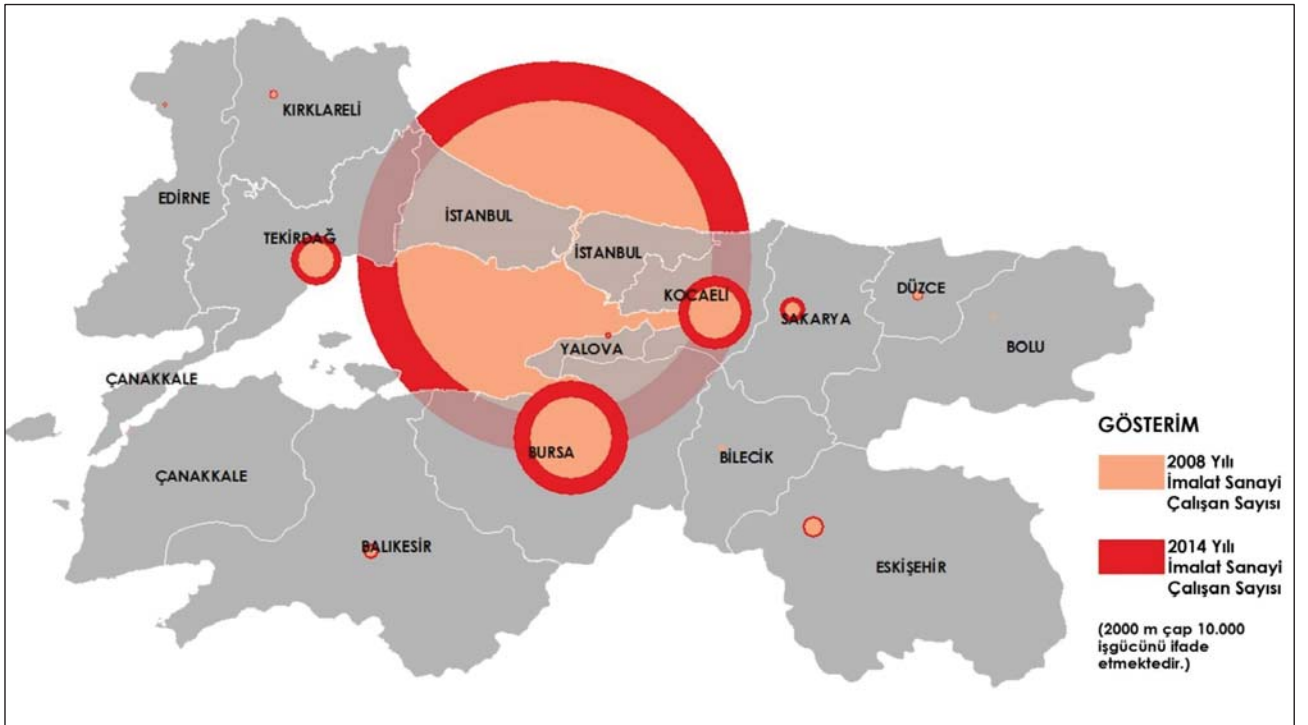 KIRKLARELİ
EDİRNE
İSTANBUL
TEKİRDAĞ
İSTANBUL
KOCAELİ
DÜZCE
SAKARYA
BOLU
YALOVA
ÇANAKKALE
BURSA
BİLECİK
ÇANAKKALE
BALIKESİR
ESKİŞEHİR
GÖSTERİM
2008 Yılı
İmalat Sanayi
Çalışan Sayısı
2014 Yılı
İmalat Sanayi
Çalışan Sayısı
(2000 m çap 10.000
işgücünü ifade
etmektedir.)